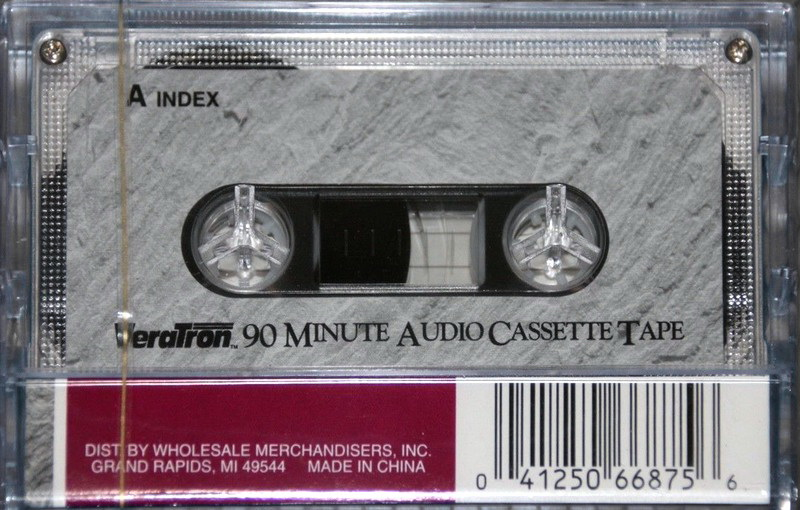 A INDEX
VeraTron™ 90 MINUTE AUDIO CASSETTE TAPE
DIST. BY WHOLESALE MERCHANDISERS, INC.
GRAND RAPIDS, MI 49544 MADE IN CHINA
0 41250 66875 6